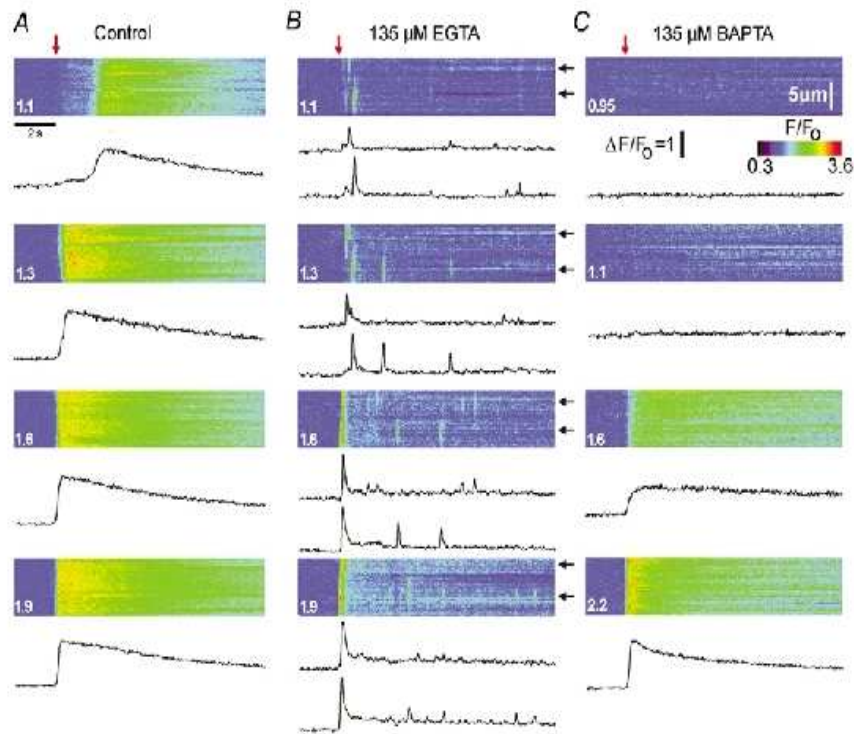 A Control
B 135 µM EGTA
C 135 µM BAPTA
1.1
1.1
0.95
5µm
2 s
ΔF/F0=1
F/F0
0.3 3.6
1.3
1.3
1.1
1.6
1.6
1.6
1.9
1.9
2.2